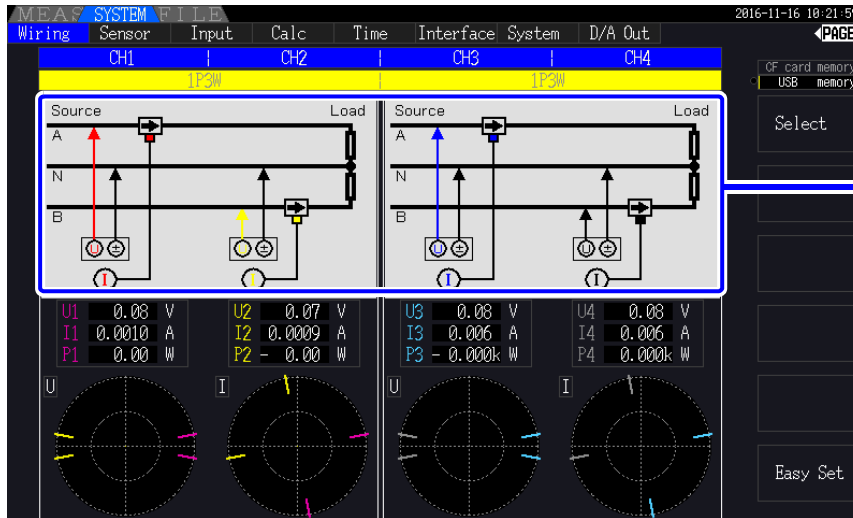 MEAS SYSTEM FILE 2016-11-16 10:21:5
Wiring Sensor Input Calc Time Interface System D/A Out PAGE
CH1 CH2 CH3 CH4
1P3W 1P3W
CF card memory
USB memory
Select
Source Load Source Load
A A
N N
B B
U ± U ± U ± U ±
I I I I
U1 0.08 V U2 0.07 V U3 0.08 V U4 0.08 V
I1 0.0010 A I2 0.0009 A I3 0.006 A I4 0.006 A
P1 0.00 W P2 - 0.00 W P3 - 0.000k W P4 0.000k W
U I U I
Easy Set